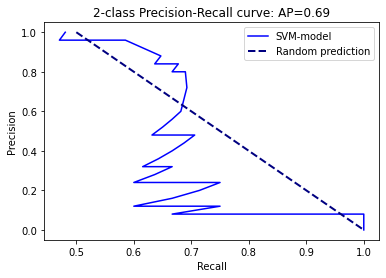 2-class Precision-Recall curve: AP=0.69
SVM-model
Random prediction
Precision
1.0
0.8
0.6
0.4
0.2
0.0
0.5 0.6 0.7 0.8 0.9 1.0
Recall